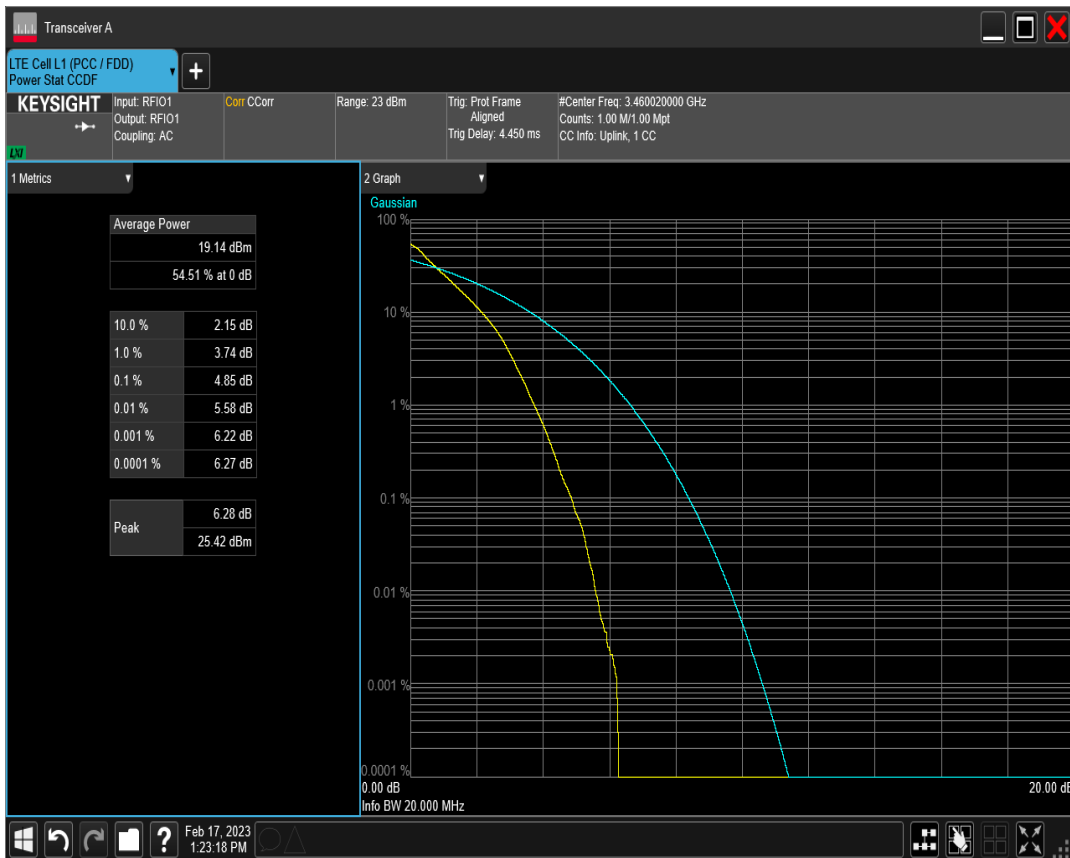 Transceiver A
LTE Cell L1 (PCC / FDD)
Power Stat CCDF
KEYSIGHT
LXI
Input: RFIO1
Output: RFIO1
Coupling: AC
Corr CCorr
Range: 23 dBm
Trig: Prot Frame
Aligned
Trig Delay: 4.450 ms
#Center Freq: 3.460020000 GHz
Counts: 1.00 M/1.00 Mpt
CC Info: Uplink, 1 CC
1 Metrics
Average Power
19.14 dBm
54.51 % at 0 dB
10.0 % 2.15 dB
1.0 % 3.74 dB
0.1 % 4.85 dB
0.01 % 5.58 dB
0.001 % 6.22 dB
0.0001 % 6.27 dB
Peak
6.28 dB
25.42 dBm
2 Graph
Gaussian
100 %
10 %
1 %
0.1 %
0.01 %
0.001 %
0.0001 %
0.00 dB 20.00 dB
Info BW 20.000 MHz
Feb 17, 2023
1:23:18 PM